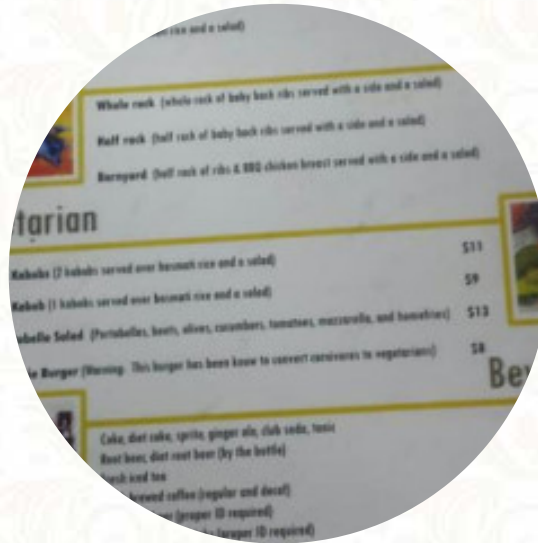 rice and a salad)
Whole rack (whole rack of baby back ribs served with a side and a salad)
Half rack (half rack of baby back ribs served with a side and a salad)
Barnyard (half rack of ribs & BBQ chicken breast served with a side and a salad)
tarian
Kabobs (2 kabobs served over basmati rice and a salad) $11
Kabob (1 kabobs served over basmati rice and a salad) $9
obello Salad (Portabellas, beets, olives, cucumbers, tomatoes, mozzarella, and homefries) $13
ie Burger (Warning. This burger has been know to convert carnivores to vegetarians) $8
Be
Coke, diet coke, sprite, ginger ale, club soda, tonic
Root beer, diet root beer (by the bottle)
iced tea
brewed coffee (regular and decaf)
(proper ID required)
(proper ID required)